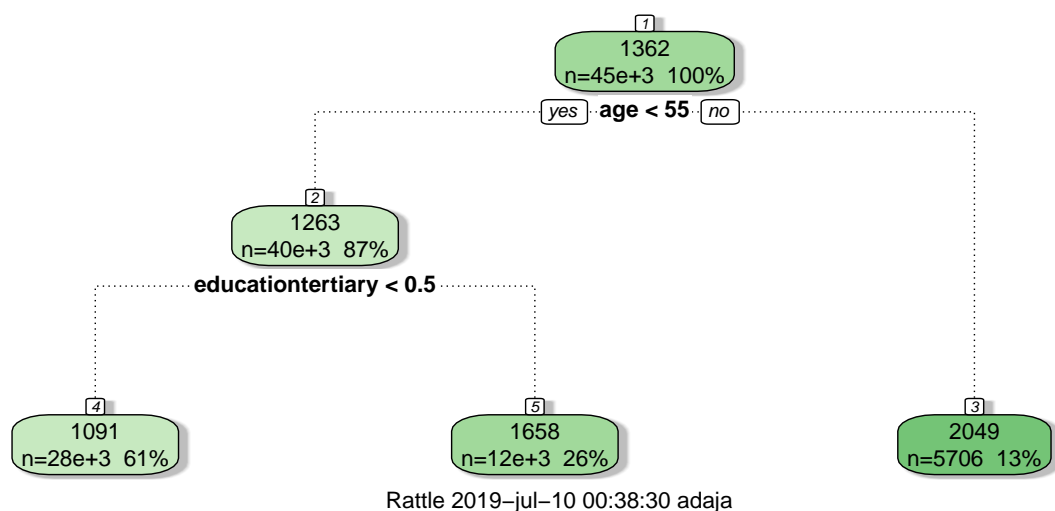 1
1362
n=45e+3 100%
yes age < 55 no
2
1263
n=40e+3 87%
educationtertiary < 0.5
4
1091
n=28e+3 61%
5
1658
n=12e+3 26%
3
2049
n=5706 13%
Rattle 2019−jul−10 00:38:30 adaja